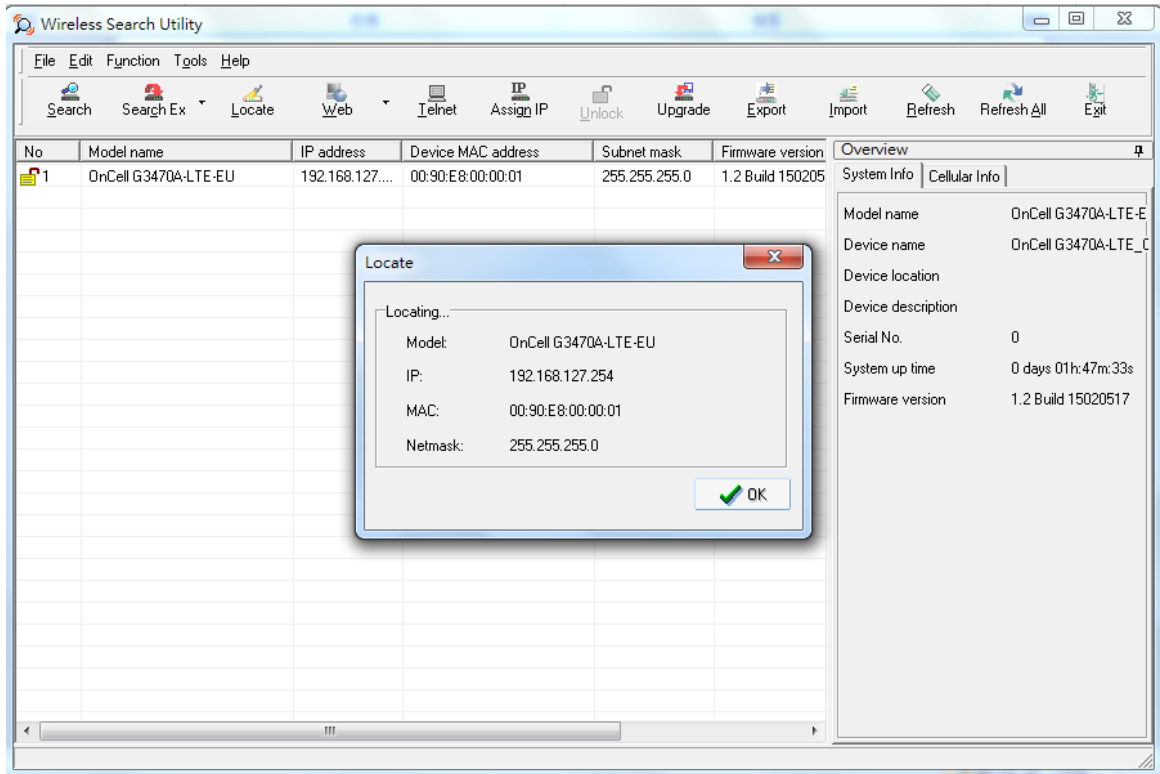 Wireless Search Utility
File Edit Function Tools Help
Search Search Ex Locate Web Telnet Assign IP Unlock Upgrade Export Import Refresh Refresh All Exit
No Model name IP address Device MAC address Subnet mask Firmware version
1 OnCell G3470A-LTE-EU 192.168.127.... 00:90:E8:00:00:01 255.255.255.0 1.2 Build 150205
Overview
System Info Cellular Info
Model name OnCell G3470A-LTE-E
Device name OnCell G3470A-LTE_
Device location
Device description
Serial No. 0
System up time 0 days 01h:47m:33s
Firmware version 1.2 Build 15020517
Locate
Locating...
Model: OnCell G3470A-LTE-EU
IP: 192.168.127.254
MAC: 00:90:E8:00:00:01
Netmask: 255.255.255.0
OK